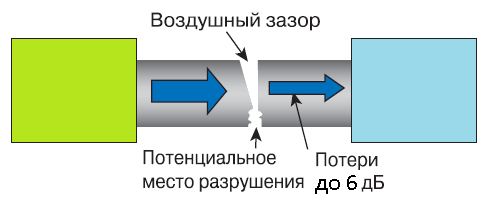 Воздушный зазор
Потенциальное
место разрушения
Потери
до 6 дБ